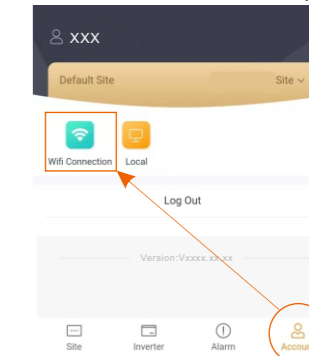 xxx
Default Site Site
Wifi Connection Local
Log Out
Version:Vxxxx.xx.xx
Site Inverter Alarm Accoun